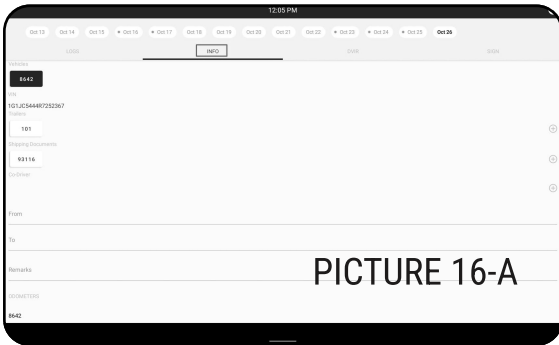 12:05 PM
Oct 13 Oct 14 Oct 15 Oct 16 Oct 17 Oct 18 Oct 19 Oct 20 Oct 21 Oct 22 Oct 23 Oct 24 Oct 25 Oct 26
LOGS INFO DVIR SIGN
Vehicles
8642
VIN
1G1JC5444R7252367
Trailers
101
Shipping Documents
93116
Co-Driver
From
To
Remarks
PICTURE 16-A
ODOMETERS
8642